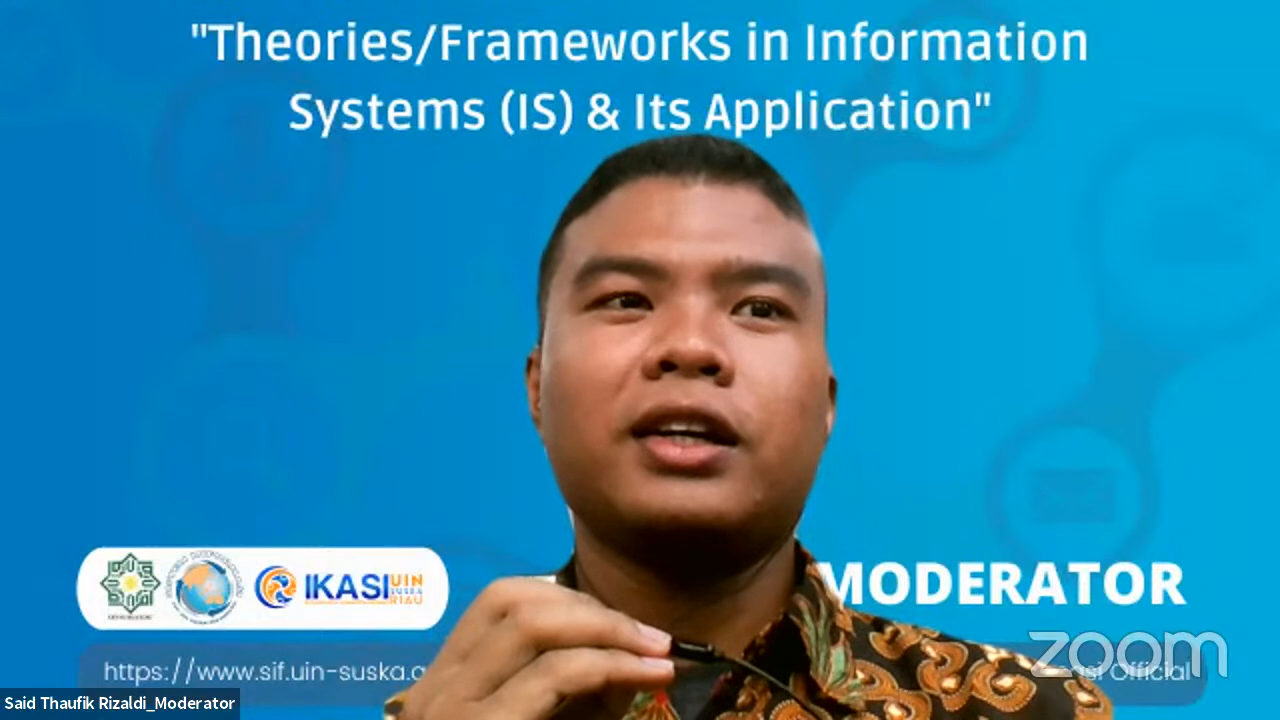 "Theories/Frameworks in Information
Systems (IS) & Its Application"
IKASI UIN
SUSKA
RIAU
MODERATOR
https://www.sif.uin-suska.
Official
zoom
Said Thaufik Rizaldi_Moderator